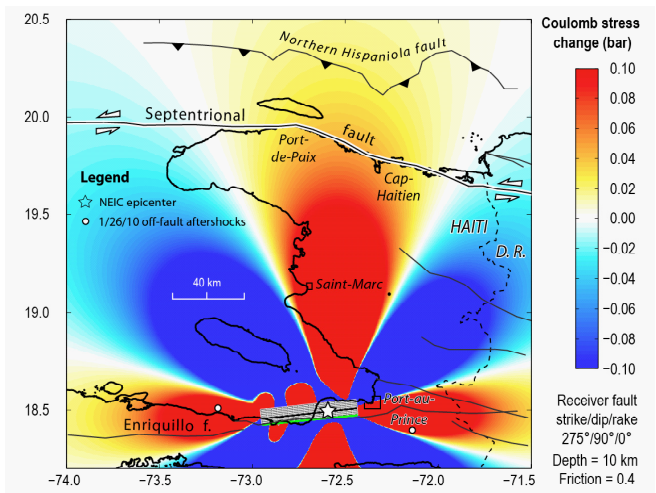 Coulomb stress
change (bar)
20.5
20.0
19.5
19.0
18.5
18.0
−74.0
−73.5
−73.0
−72.5
−72.0
−71.5
Northern Hispaniola fault
Septentrional
fault
Port-
de-Paix
Cap-
Haitien
Legend
NEIC epicenter
1/26/10 off-fault aftershocks
HAITI
D. R.
40 km
Saint-Marc
Port-au-
Prince
Enriquillo f.
0.10
0.08
0.06
0.04
0.02
0.00
−0.02
−0.04
−0.06
−0.08
−0.10
Receiver fault
strike/dip/rake
275°/90°/0°
Depth = 10 km
Friction = 0.4